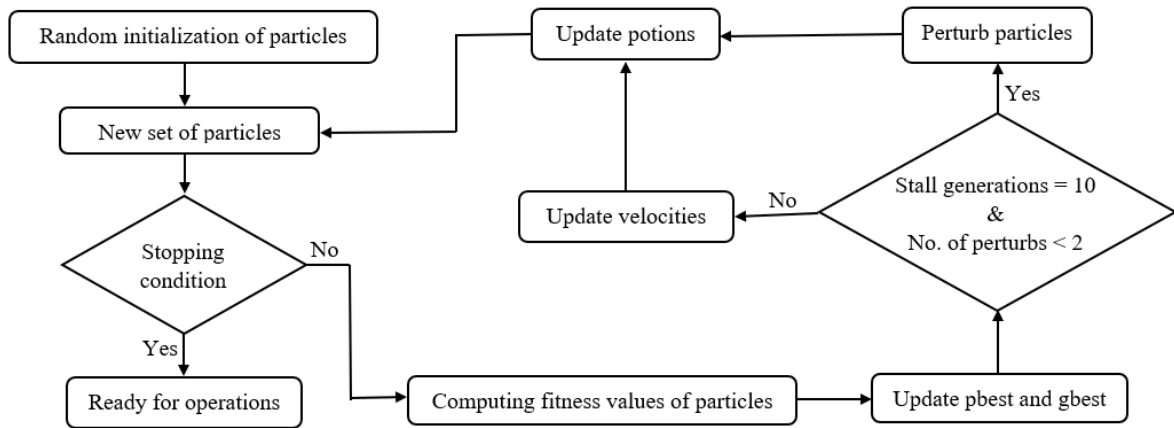 Random initialization of particles
Update potions
Perturb particles
Yes
New set of particles
Stall generations = 10
&
No. of perturbs < 2
No
Update velocities
Stopping
condition
No
Yes
Ready for operations
Computing fitness values of particles
Update pbest and gbest